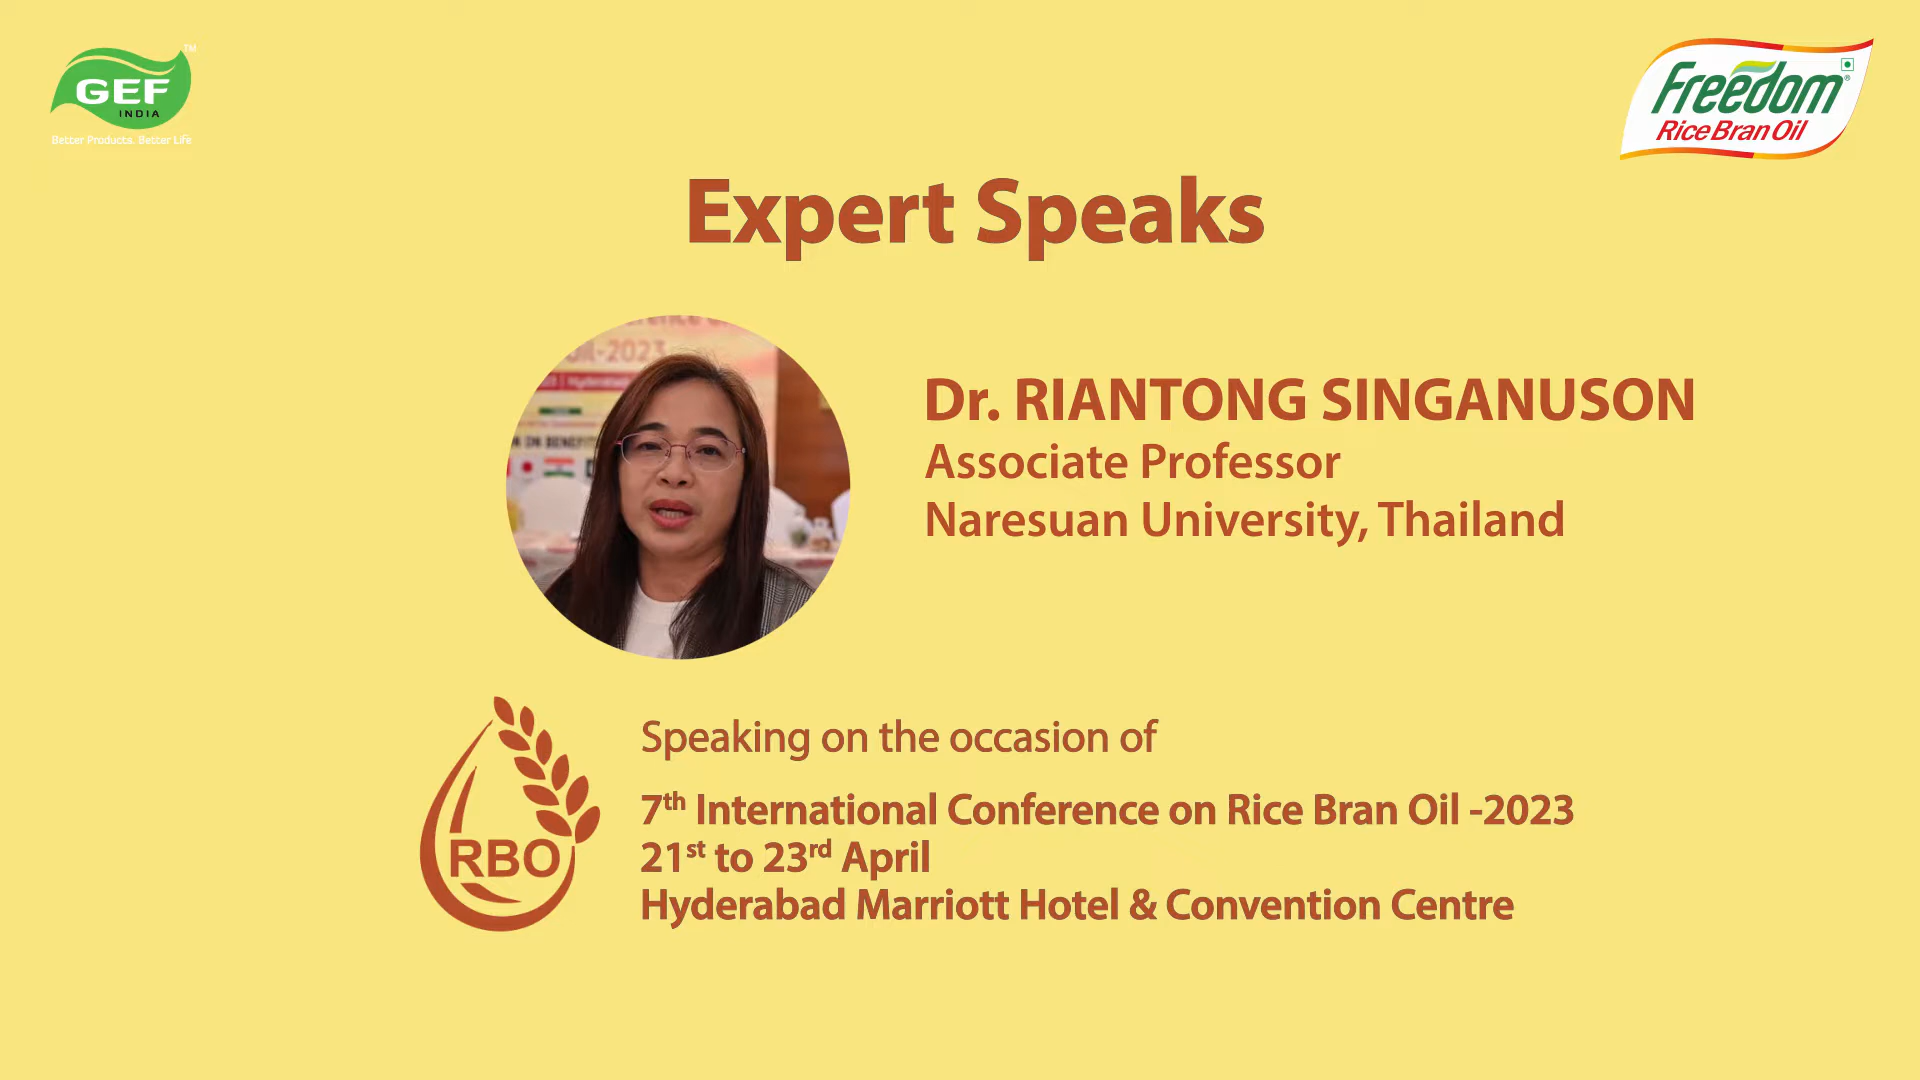 GEF
INDIA
TM
Better Products. Better Life
Freedom
®
Rice Bran Oil
Expert Speaks
-2023
Dr. RIANTONG SINGANUSON
Associate Professor
Naresuan University, Thailand
RBO
Speaking on the occasion of
7th International Conference on Rice Bran Oil -2023
21st to 23rd April
Hyderabad Marriott Hotel & Convention Centre